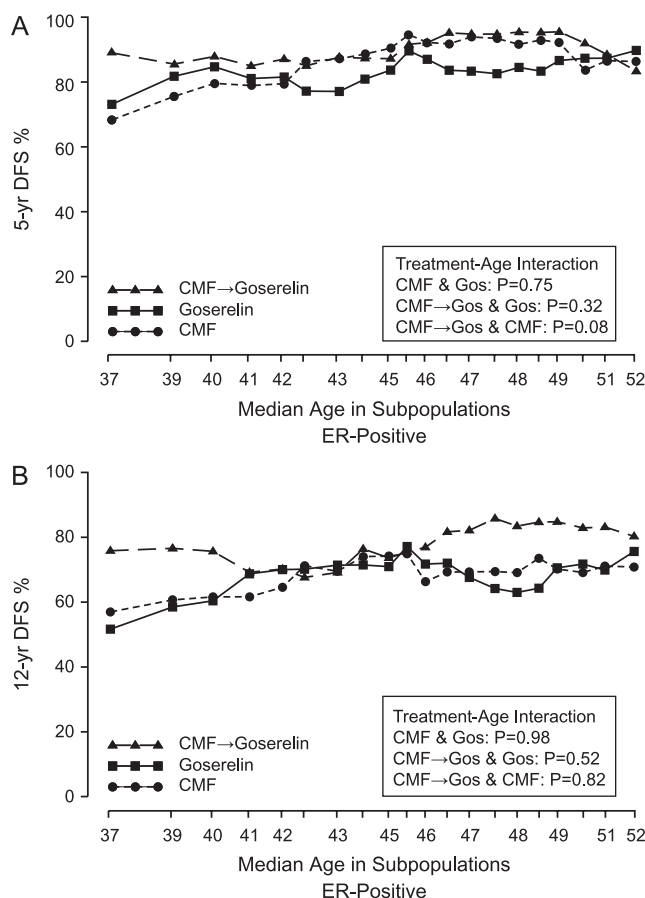 A
100
80
60
40
20
0
5-yr DFS %
CMF→Goserelin
Goserelin
CMF
Treatment-Age Interaction
CMF & Gos: P=0.75
CMF→Gos & Gos: P=0.32
CMF→Gos & CMF: P=0.08
37 39 40 41 42 43 45 46 47 48 49 51 52
Median Age in Subpopulations
ER-Positive
B
100
80
60
40
20
0
12-yr DFS %
CMF→Goserelin
Goserelin
CMF
Treatment-Age Interaction
CMF & Gos: P=0.98
CMF→Gos & Gos: P=0.52
CMF→Gos & CMF: P=0.82
37 39 40 41 42 43 45 46 47 48 49 51 52
Median Age in Subpopulations
ER-Positive